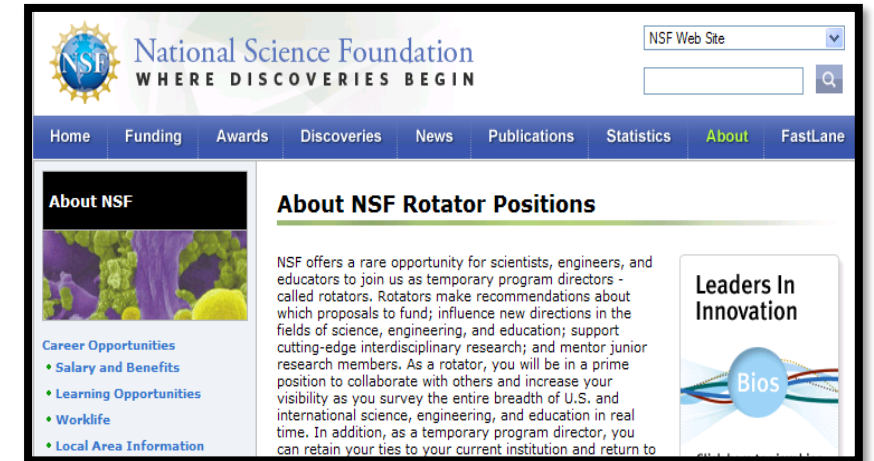 NSF
National Science Foundation
WHERE DISCOVERIES BEGIN
NSF Web Site
Home Funding Awards Discoveries News Publications Statistics About FastLane
About NSF
Career Opportunities
• Salary and Benefits
• Learning Opportunities
• Worklife
• Local Area Information
About NSF Rotator Positions
NSF offers a rare opportunity for scientists, engineers, and
educators to join us as temporary program directors -
called rotators. Rotators make recommendations about
which proposals to fund; influence new directions in the
fields of science, engineering, and education; support
cutting-edge interdisciplinary research; and mentor junior
research members. As a rotator, you will be in a prime
position to collaborate with others and increase your
visibility as you survey the entire breadth of U.S. and
international science, engineering, and education in real
time. In addition, as a temporary program director, you
can retain your ties to your current institution and return to
Leaders In
Innovation
Bios